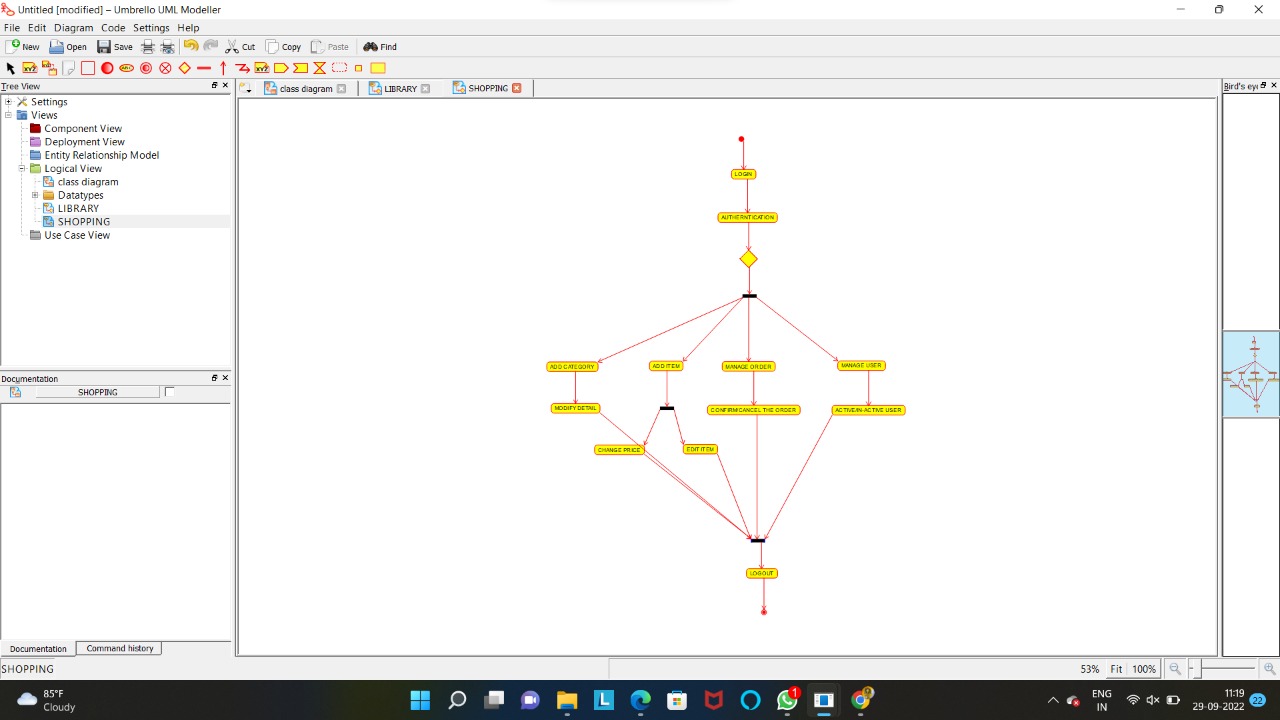 Untitled [modified] – Umbrello UML Modeller
File Edit Diagram Code Settings Help
New Open Save Cut Copy Paste Find
Tree View
Settings
Views
Component View
Deployment View
Entity Relationship Model
Logical View
class diagram
Datatypes
LIBRARY
SHOPPING
Use Case View
Documentation
SHOPPING
Documentation Command history
SHOPPING
class diagram LIBRARY SHOPPING
LOGIN
AUTHERNTICATION
ADD CATEGORY ADD ITEM MANAGE ORDER MANAGE USER
MODIFY DETAIL CONFIRM/CANCEL THE ORDER ACTIVE/IN-ACTIVE USER
CHANGE PRICE EDIT ITEM
LOGOUT
Bird's eye
53% Fit 100%
85°F
Cloudy
1
ENG
IN
11:19
29-09-2022
22